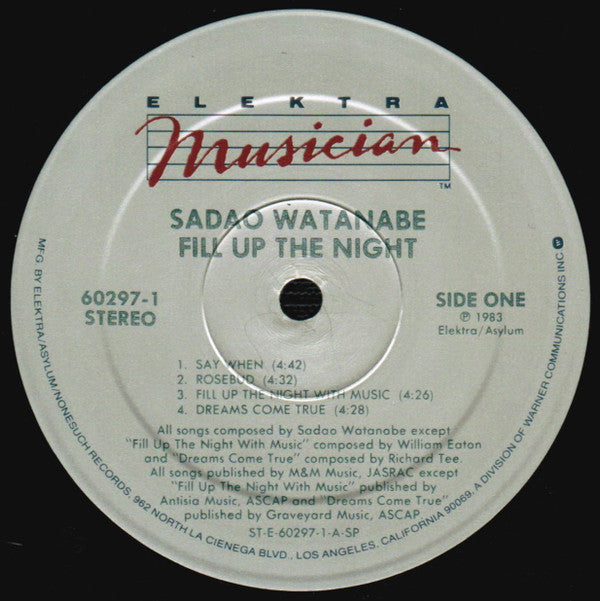 ELEKTRA
Musician
TM
SADAO WATANABE
FILL UP THE NIGHT
60297-1
STEREO
SIDE ONE
℗ 1983
Elektra/Asylum
1. SAY WHEN (4:42)
2. ROSEBUD (4:32)
3. FILL UP THE NIGHT WITH MUSIC (4:26)
4. DREAMS COME TRUE (4:28)
All songs composed by Sadao Watanabe except
"Fill Up The Night With Music" composed by William Eaton
and "Dreams Come True" composed by Richard Tee.
All songs published by M&M Music, JASRAC except
"Fill Up The Night With Music" published by
Antisia Music, ASCAP and "Dreams Come True"
published by Graveyard Music, ASCAP
ST-E-60297-1-A-SP
MFG. BY ELEKTRA/ASYLUM/NONESUCH RECORDS, 962 NORTH LA CIENEGA BLVD., LOS ANGELES, CALIFORNIA 90069. A DIVISION OF WARNER COMMUNICATIONS INC